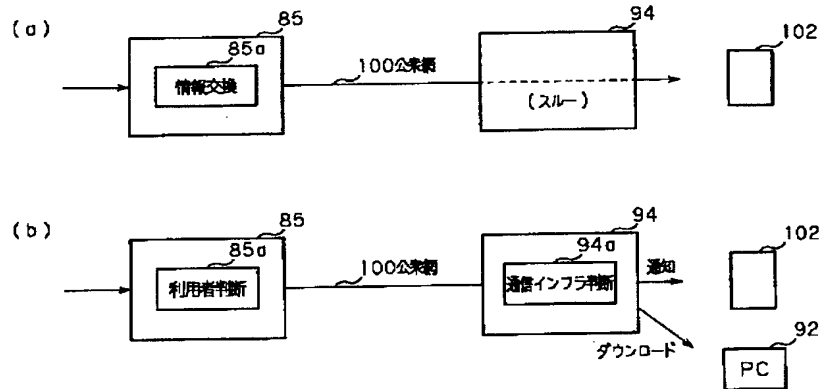 (a)
85
85a
情報交換
100公衆網
94
(スルー)
102
(b)
85
85a
利用者判断
100公衆網
94
94a
通信インフラ判断
通知
102
ダウンロード
92
PC